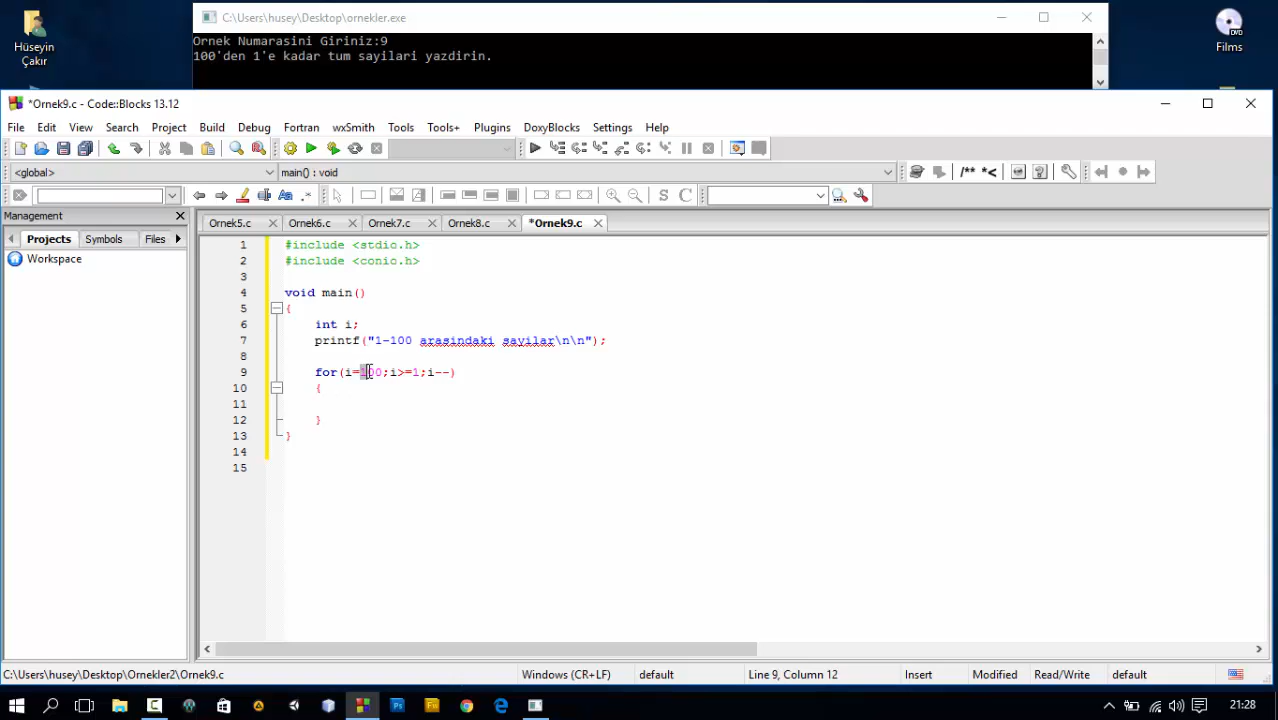 Hüseyin
Çakır
C:\Users\husey\Desktop\ornekler.exe
Films
DVD
Ornek Numarasini Giriniz:9
100'den 1'e kadar tum sayilari yazdirin.
*Ornek9.c - Code::Blocks 13.12
File Edit View Search Project Build Debug Fortran wxSmith Tools Tools+ Plugins DoxyBlocks Settings Help
<global>
main() : void
/** *<
Aa .*
S C
Management
Projects Symbols Files
Workspace
Ornek5.c Ornek6.c Ornek7.c Ornek8.c *Ornek9.c
1 #include <stdio.h>
2 #include <conio.h>
3
4 void main()
5 {
6 int i;
7 printf("1-100 arasindaki sayilar\n\n");
8
9 for(i=100;i>=1;i--)
10 {
11
12 }
13 }
14
15
C:\Users\husey\Desktop\Ornekler2\Ornek9.c Windows (CR+LF) default Line 9, Column 12 Insert Modified Read/Write default
Ps Fw 21:28